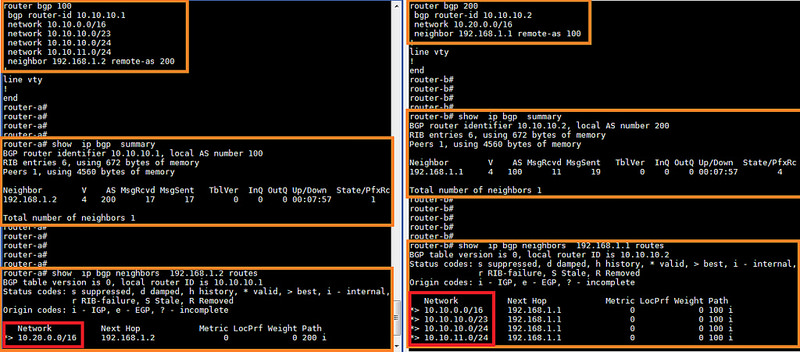 router bgp 100
 bgp router-id 10.10.10.1
 network 10.10.0.0/16
 network 10.10.10.0/23
 network 10.10.10.0/24
 network 10.10.11.0/24
 neighbor 192.168.1.2 remote-as 200
!
line vty
!
end
router-a#
router-a#
router-a#
router-a# show  ip bgp  summary
BGP router identifier 10.10.10.1, local AS number 100
RIB entries 6, using 672 bytes of memory
Peers 1, using 4560 bytes of memory
Neighbor        V    AS MsgRcvd MsgSent   TblVer  InQ OutQ Up/Down  State/PfxRc
192.168.1.2     4   200      17      17        0    0    0 00:07:57        1
Total number of neighbors 1
router-a#
router-a#
router-a#
router-a#
router-a# show  ip bgp neighbors  192.168.1.2 routes
BGP table version is 0, local router ID is 10.10.10.1
Status codes: s suppressed, d damped, h history, * valid, > best, i - internal,
              r RIB-failure, S Stale, R Removed
Origin codes: i - IGP, e - EGP, ? - incomplete
   Network          Next Hop            Metric LocPrf Weight Path
*> 10.20.0.0/16     192.168.1.2              0             0 200 i
router bgp 200
 bgp router-id 10.10.10.2
 network 10.20.0.0/16
 neighbor 192.168.1.1 remote-as 100
!
line vty
!
end
router-b#
router-b#
router-b#
router-b# show  ip bgp  summary
BGP router identifier 10.10.10.2, local AS number 200
RIB entries 6, using 672 bytes of memory
Peers 1, using 4560 bytes of memory
Neighbor        V    AS MsgRcvd MsgSent   TblVer  InQ OutQ Up/Down  State/PfxRc
192.168.1.1     4   100      11      19        0    0    0 00:07:57        4
Total number of neighbors 1
router-b#
router-b#
router-b#
router-b# show  ip bgp neighbors  192.168.1.1 routes
BGP table version is 0, local router ID is 10.10.10.2
Status codes: s suppressed, d damped, h history, * valid, > best, i - internal,
              r RIB-failure, S Stale, R Removed
Origin codes: i - IGP, e - EGP, ? - incomplete
   Network          Next Hop            Metric LocPrf Weight Path
*> 10.10.0.0/16     192.168.1.1              0             0 100 i
*> 10.10.10.0/23    192.168.1.1              0             0 100 i
*> 10.10.10.0/24    192.168.1.1              0             0 100 i
*> 10.10.11.0/24    192.168.1.1              0             0 100 i